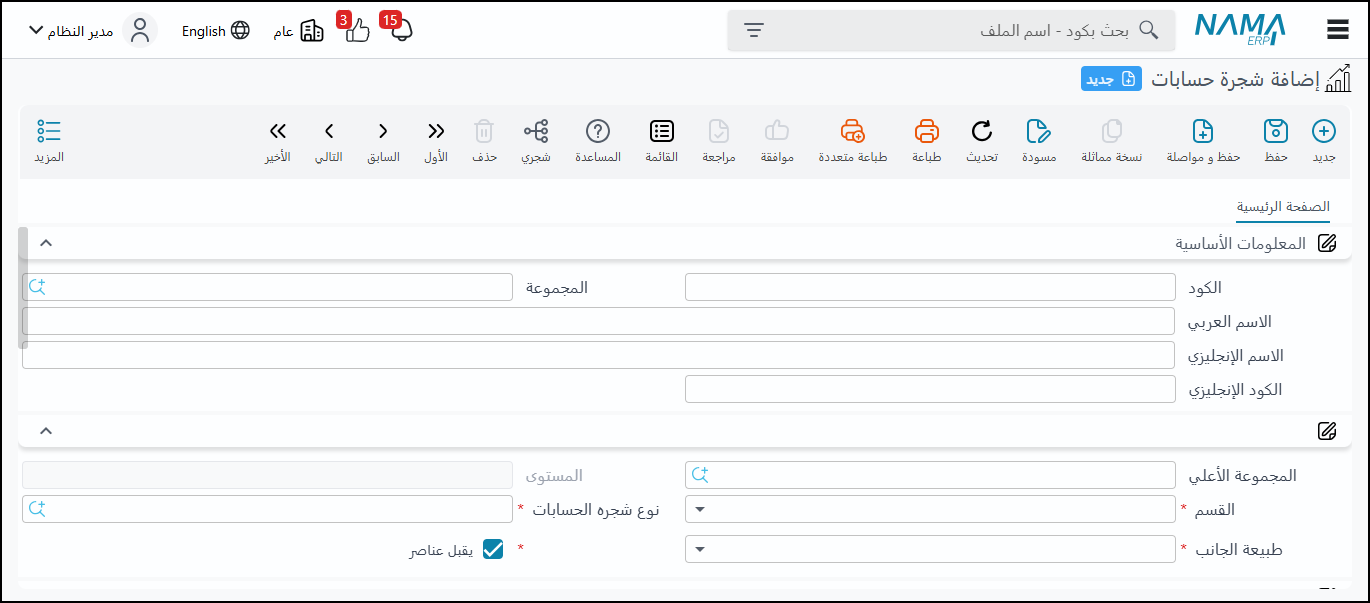 NAMA ERP
بحث بكود - اسم الملف
15
3
عام
English
مدير النظام
إضافة شجرة حسابات
جديد
جديد
حفظ
حفظ و مواصلة
نسخة مماثلة
مسودة
تحديث
طباعة
طباعة متعددة
موافقة
مراجعة
القائمة
المساعدة
شجري
حذف
الأول
السابق
التالي
الأخير
المزيد
الصفحة الرئيسية
المعلومات الأساسية
الكود
المجموعة
الاسم العربي
الاسم الإنجليزي
الكود الإنجليزي
المجموعة الأعلي
المستوى
القسم *
نوع شجره الحسابات *
طبيعة الجانب *
* يقبل عناصر